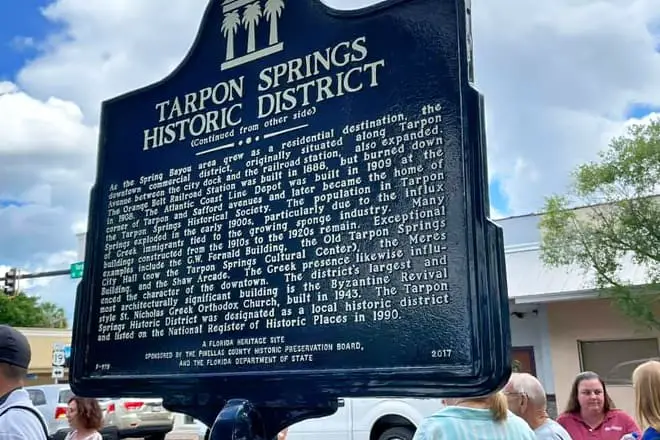 TARPON SPRINGS
HISTORIC DISTRICT
(Continued from other side)
As the Spring Bayou area grew as a residential destination, the
downtown commercial district, originally situated along Tarpon
Avenue between the city dock and the railroad station, also expanded.
The Orange Belt Railroad Station was built in 1888, but burned down
in 1908. The Atlantic Coast Line Depot was built in 1909 at the
corner of Tarpon and Safford avenues and later became the home of
the Tarpon Springs Historical Society. The population in Tarpon
Springs exploded in the early 1900s, particularly due to the influx
of Greek immigrants tied to the growing sponge industry. Many
buildings constructed from the 1910s to the 1920s remain. Exceptional
examples include the G.W. Fernald Building, the Old Tarpon Springs
City Hall (now the Tarpon Springs Cultural Center), the Meres
Building, and the Shaw Arcade. The Greek presence likewise influ-
enced the character of the downtown. The district's largest and
most architecturally significant building is the Byzantine Revival
style St. Nicholas Greek Orthodox Church, built in 1943. The Tarpon
Springs Historic District was designated as a local historic district
and listed on the National Register of Historic Places in 1990.
A FLORIDA HERITAGE SITE
SPONSORED BY THE PINELLAS COUNTY HISTORIC PRESERVATION BOARD,
AND THE FLORIDA DEPARTMENT OF STATE
2017
19